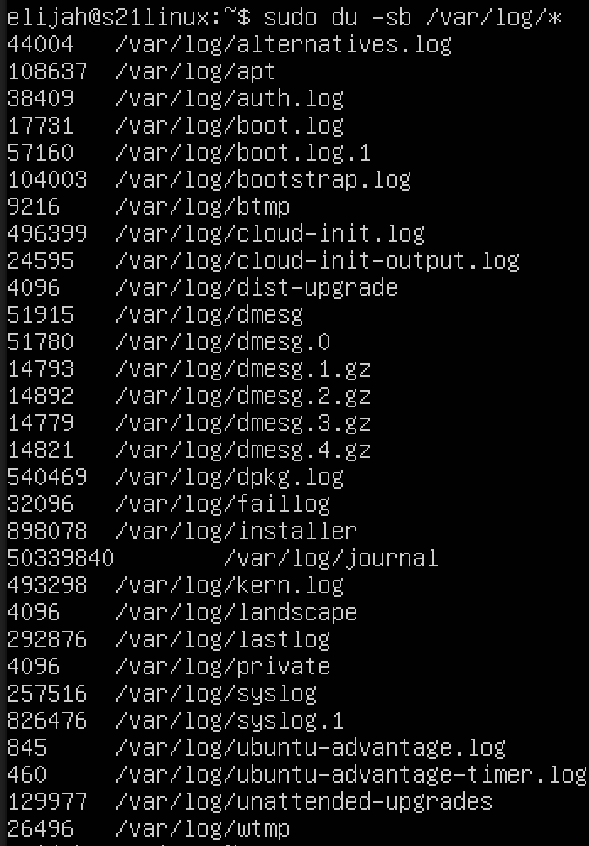 elijah@s21linux:~$ sudo du -sb /var/log/*
44004 /var/log/alternatives.log
108637 /var/log/apt
38409 /var/log/auth.log
17731 /var/log/boot.log
57160 /var/log/boot.log.1
104003 /var/log/bootstrap.log
9216 /var/log/btmp
496399 /var/log/cloud-init.log
24595 /var/log/cloud-init-output.log
4096 /var/log/dist-upgrade
51915 /var/log/dmesg
51780 /var/log/dmesg.0
14793 /var/log/dmesg.1.gz
14892 /var/log/dmesg.2.gz
14779 /var/log/dmesg.3.gz
14821 /var/log/dmesg.4.gz
540469 /var/log/dpkg.log
32096 /var/log/faillog
898078 /var/log/installer
50339840 /var/log/journal
493298 /var/log/kern.log
4096 /var/log/landscape
292876 /var/log/lastlog
4096 /var/log/private
257516 /var/log/syslog
826476 /var/log/syslog.1
845 /var/log/ubuntu-advantage.log
460 /var/log/ubuntu-advantage-timer.log
129977 /var/log/unattended-upgrades
26496 /var/log/wtmp